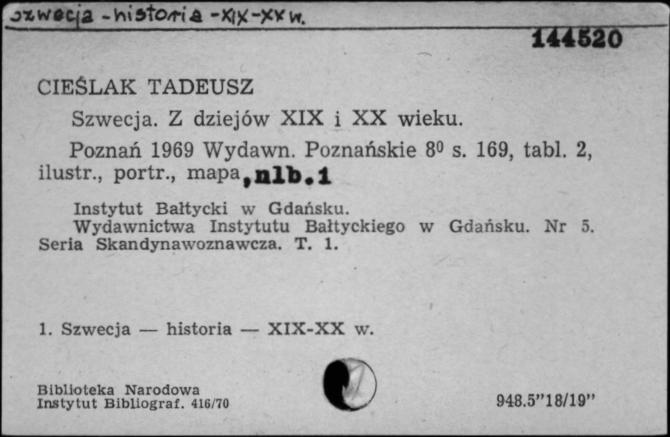 szwecja - historia - XIX-XX w.
144520
CIEŚLAK TADEUSZ
Szwecja. Z dziejów XIX i XX wieku.
Poznań 1969 Wydawn. Poznańskie 8⁰ s. 169, tabl. 2,
ilustr., portr., mapa, nlb. 1
Instytut Bałtycki w Gdańsku.
Wydawnictwa Instytutu Bałtyckiego w Gdańsku. Nr 5.
Seria Skandynawoznawcza. T. 1.
1. Szwecja — historia — XIX-XX w.
Biblioteka Narodowa
Instytut Bibliograf. 416/70
948.5"18/19"